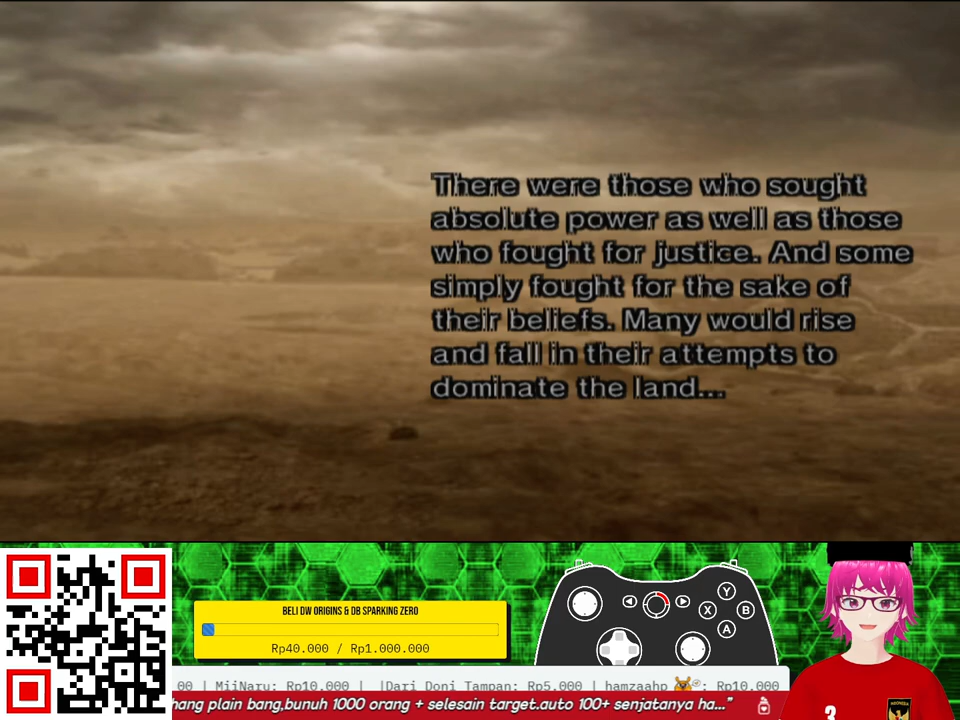 There were those who sought
absolute power as well as those
who fought for justice. And some
simply fought for the sake of
their beliefs. Many would rise
and fall in their attempts to
dominate the land...
BELI DW ORIGINS & DB SPARKING ZERO
Rp40.000 / Rp1.000.000
Y
X B
A
00 | MiiNaru: Rp10.000 | |Dari Doni Tampan: Rp5.000 | hamzaahp : Rp10.000
hang plain bang,bunuh 1000 orang + selesain target.auto 100+ senjatanya ha..."
3
INDONESIA